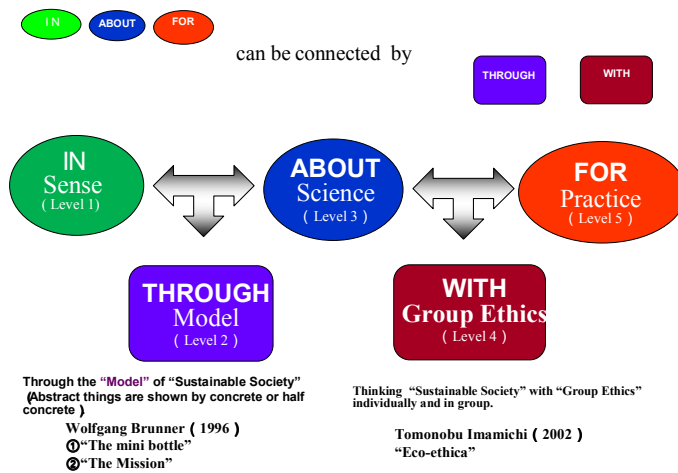 IN ABOUT FOR
can be connected by
THROUGH WITH
IN
Sense
( Level 1)
ABOUT
Science
( Level 3 )
FOR
Practice
( Level 5 )
THROUGH
Model
( Level 2 )
WITH
Group Ethics
( Level 4 )
Through the “Model” of “Sustainable Society”
(Abstract things are shown by concrete or half
concrete )
Wolfgang Brunner ( 1996 )
①“The mini bottle”
②“The Mission”
Thinking “Sustainable Society” with “Group Ethics”
individually and in group.
Tomonobu Imamichi ( 2002 )
“Eco-ethica”